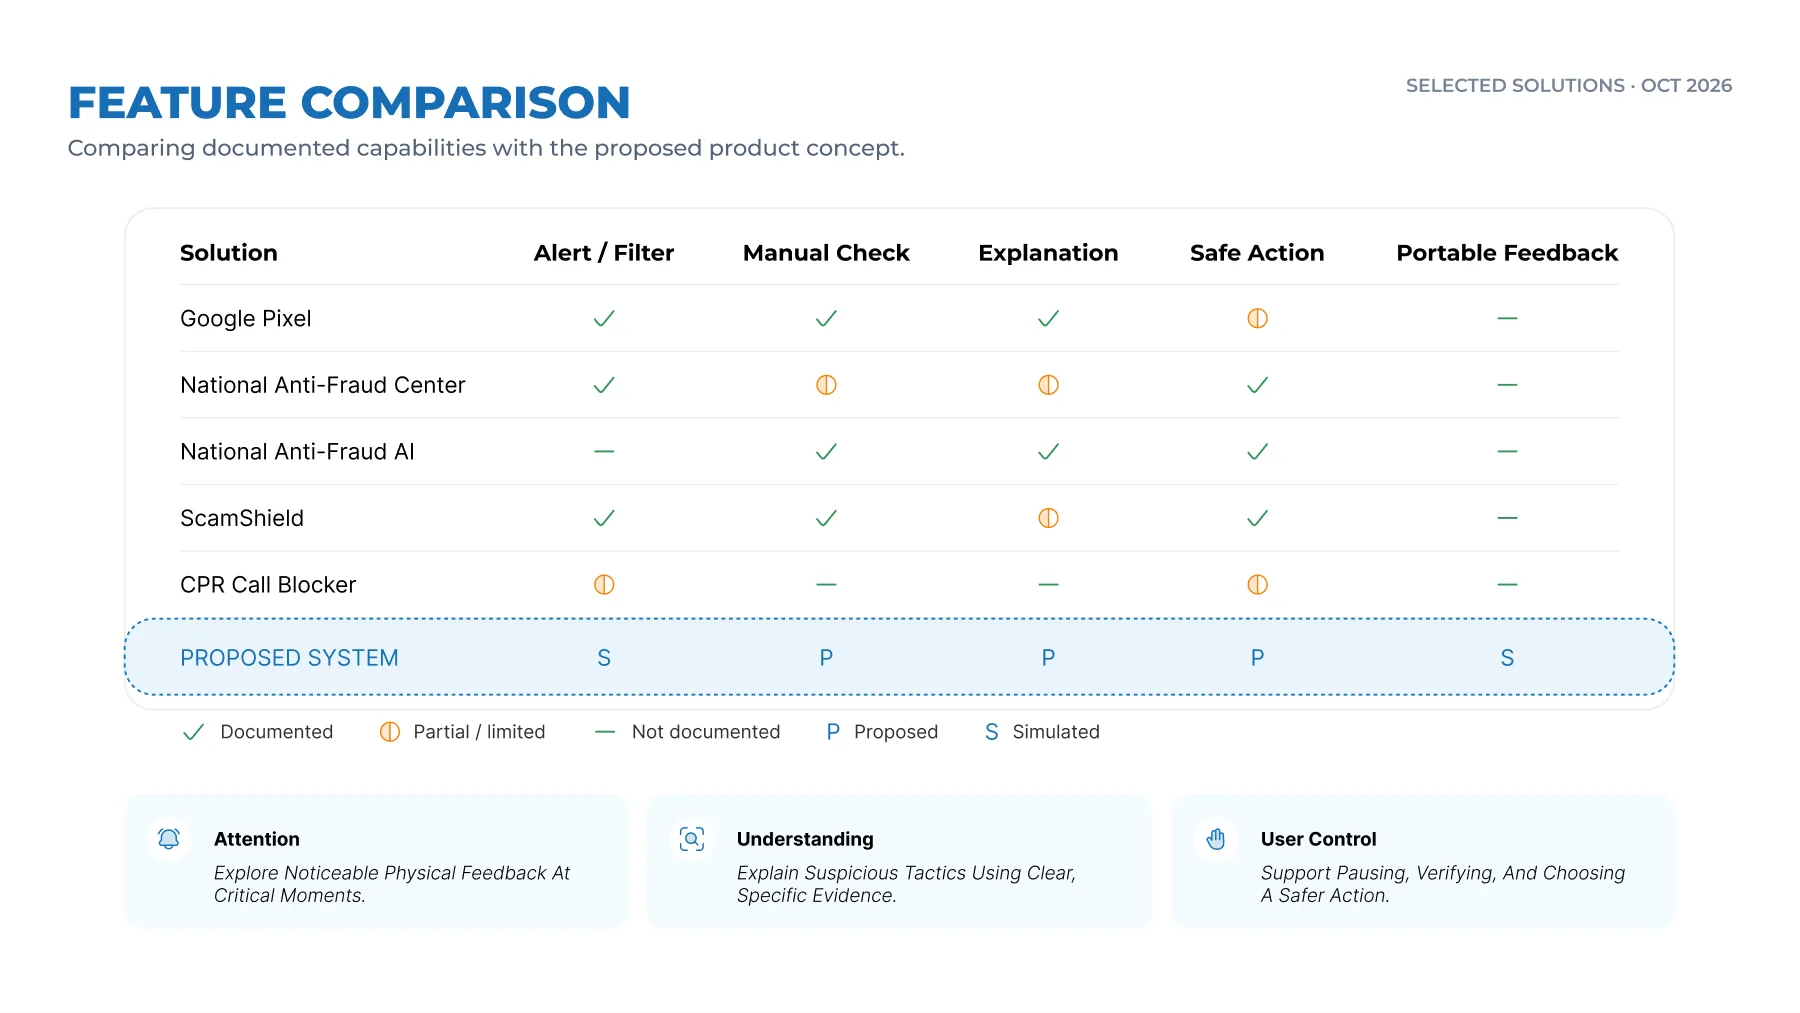 FEATURE COMPARISON
SELECTED SOLUTIONS · OCT 2026
Comparing documented capabilities with the proposed product concept.
Solution Alert / Filter Manual Check Explanation Safe Action Portable Feedback
Google Pixel ✓ ✓ ✓ ◐ —
National Anti-Fraud Center ✓ ◐ ◐ ✓ —
National Anti-Fraud AI — ✓ ✓ ✓ —
ScamShield ✓ ✓ ◐ ✓ —
CPR Call Blocker ◐ — — ◐ —
PROPOSED SYSTEM S P P P S
✓ Documented ◐ Partial / limited — Not documented P Proposed S Simulated
Attention
Explore Noticeable Physical Feedback At
Critical Moments.
Understanding
Explain Suspicious Tactics Using Clear,
Specific Evidence.
User Control
Support Pausing, Verifying, And Choosing
A Safer Action.